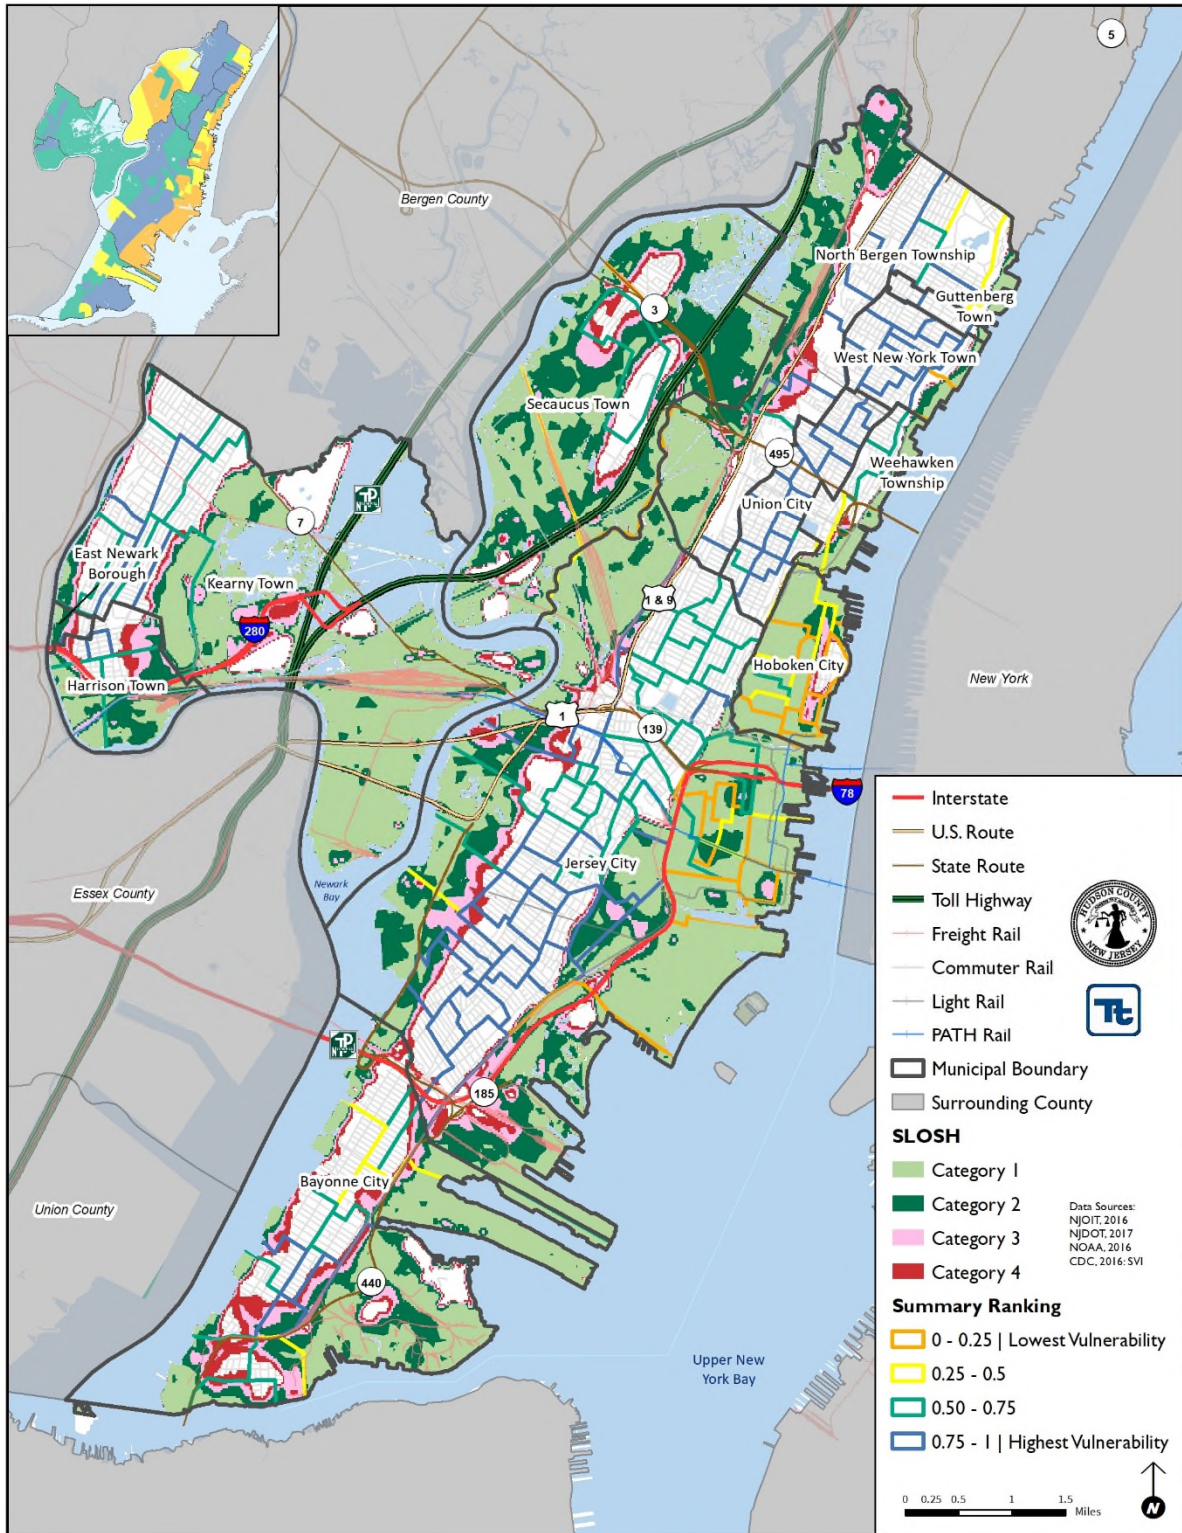 5
Bergen County
North Bergen Township
Guttenberg
Town
3
West New York Town
Secaucus Town
495
Weehawken
Township
Union City
7
East Newark
Borough
Kearny Town
1 & 9
280
Hoboken City
Harrison Town
New York
1
139
78
Jersey City
Essex County
Newark
Bay
185
Bayonne City
Union County
440
Upper New
York Bay
Interstate
U.S. Route
State Route
Toll Highway
Freight Rail
Commuter Rail
Light Rail
PATH Rail
Municipal Boundary
Surrounding County
HUDSON COUNTY
NEW JERSEY
Tt
SLOSH
Category 1
Category 2
Category 3
Category 4
Data Sources:
NJOIT, 2016
NJDOT, 2017
NOAA, 2016
CDC, 2016: SVI
Summary Ranking
0 - 0.25 | Lowest Vulnerability
0.25 - 0.5
0.50 - 0.75
0.75 - 1 | Highest Vulnerability
0 0.25 0.5 1 1.5
Miles
N